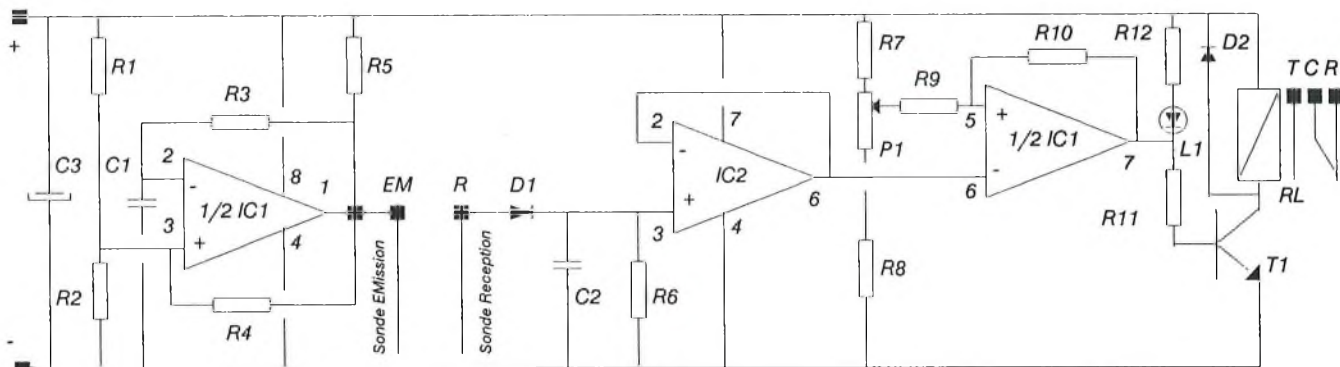 +
R1
R3
R5
R7
R9
R10
R12
D2
T C R
C3
C1
2
-
1/2 IC1
3
+
8
1
4
EM
R
D1
2
-
7
IC2
+
3
4
6
P1
5
+
1/2 IC1
6
-
7
L1
RL
R2
R4
Sonde EMission
Sonde Reception
C2
R6
R8
R11
T1
-